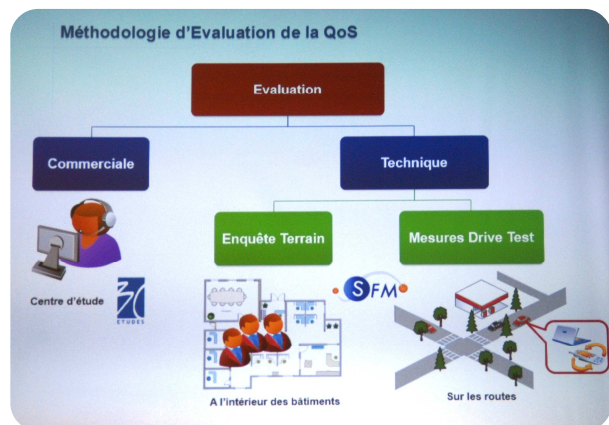 Méthodologie d'Evaluation de la QoS
Evaluation
Commerciale
Technique
Enquête Terrain
Mesures Drive Test
Centre d'étude
3C
ETUDES
SFM
A l'intérieur des bâtiments
Sur les routes